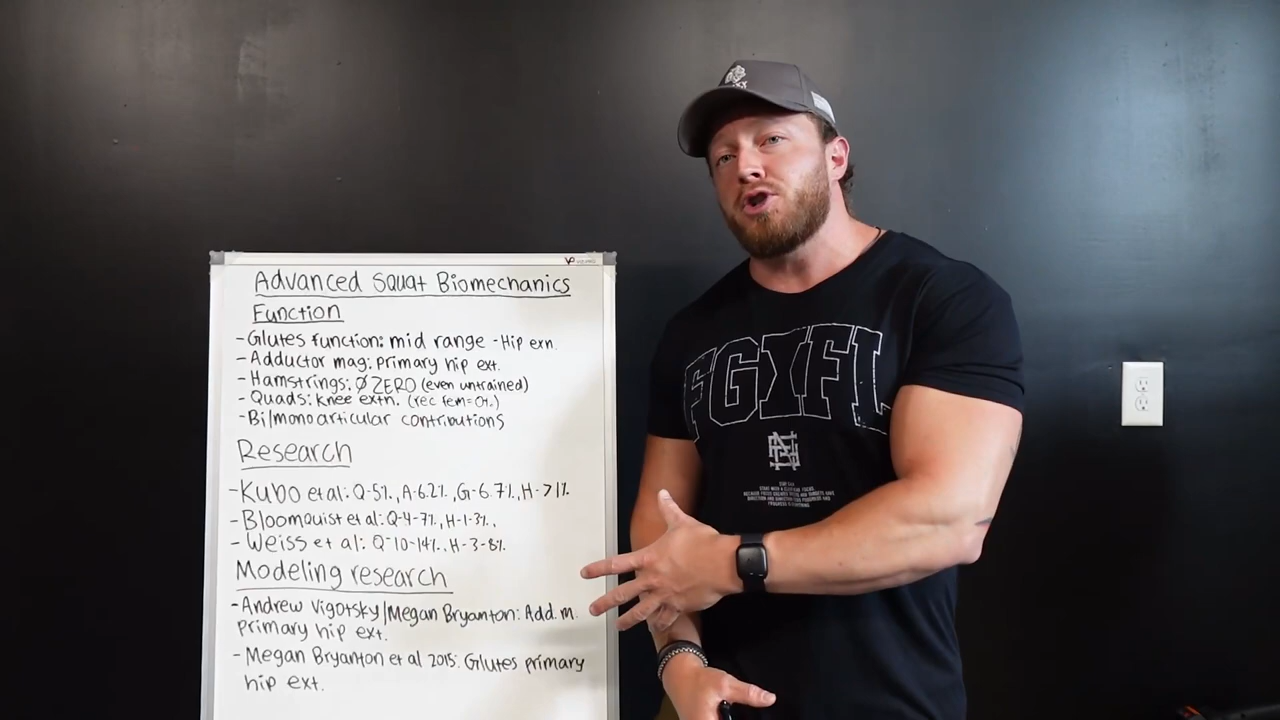 Advanced Squat Biomechanics
Function
-Glutes function: mid range - Hip exn.
-Adductor mag: primary hip ext.
-Hamstrings: Ø ZERO (even untrained)
-Quads: knee extn. (rec fem=0%.)
-Bi/monoarticular contributions
Research
-Kubo et al: Q-5%., A-6.2%, G-6.7%, H->1%.
-Bloomquist et al: Q-4-7%, H-1-3%.,
-Weiss et al: Q-10-14%., H-3-8%.
Modeling research
-Andrew Vigotsky/Megan Bryanton: Add.m.
primary hip ext.
-Megan Bryanton et al 2015: Glutes primary
hip ext.
FGXFL